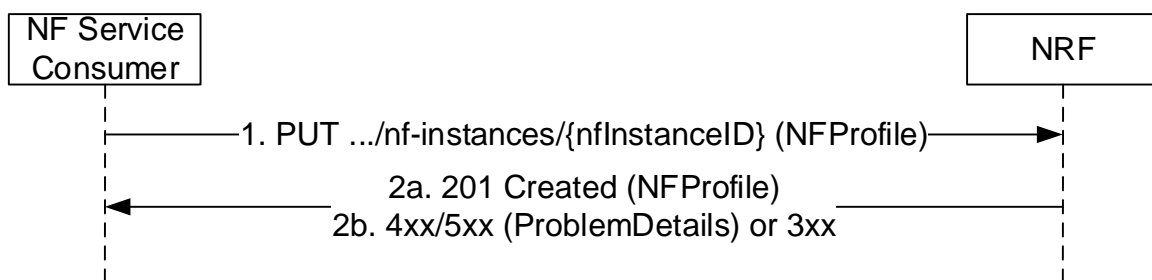 NF Service
Consumer
NRF
1. PUT .../nf-instances/{nfInstanceID} (NFProfile)
2a. 201 Created (NFProfile)
2b. 4xx/5xx (ProblemDetails) or 3xx